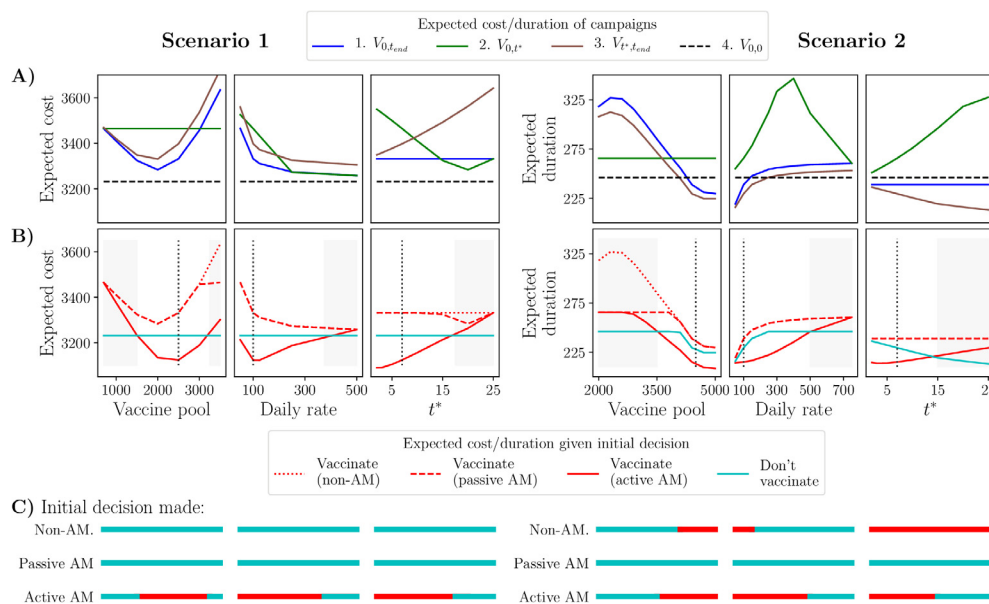 Expected cost/duration of campaigns
Scenario 1
1. V0,tend 2. V0,t* 3. Vt*,tend 4. V0,0
Scenario 2
A)
Expected cost
3600
3400
3200
Expected duration
325
275
225
B)
Expected cost
3600
3400
3200
1000 2000 3000
Vaccine pool
100 300 500
Daily rate
5 15 25
t*
Expected duration
325
275
225
2000 3500 5000
Vaccine pool
100 300 500 700
Daily rate
5 15 25
t*
Expected cost/duration given initial decision
Vaccinate (non-AM)
Vaccinate (passive AM)
Vaccinate (active AM)
Don't vaccinate
C) Initial decision made:
Non-AM.
Passive AM
Active AM
Non-AM.
Passive AM
Active AM